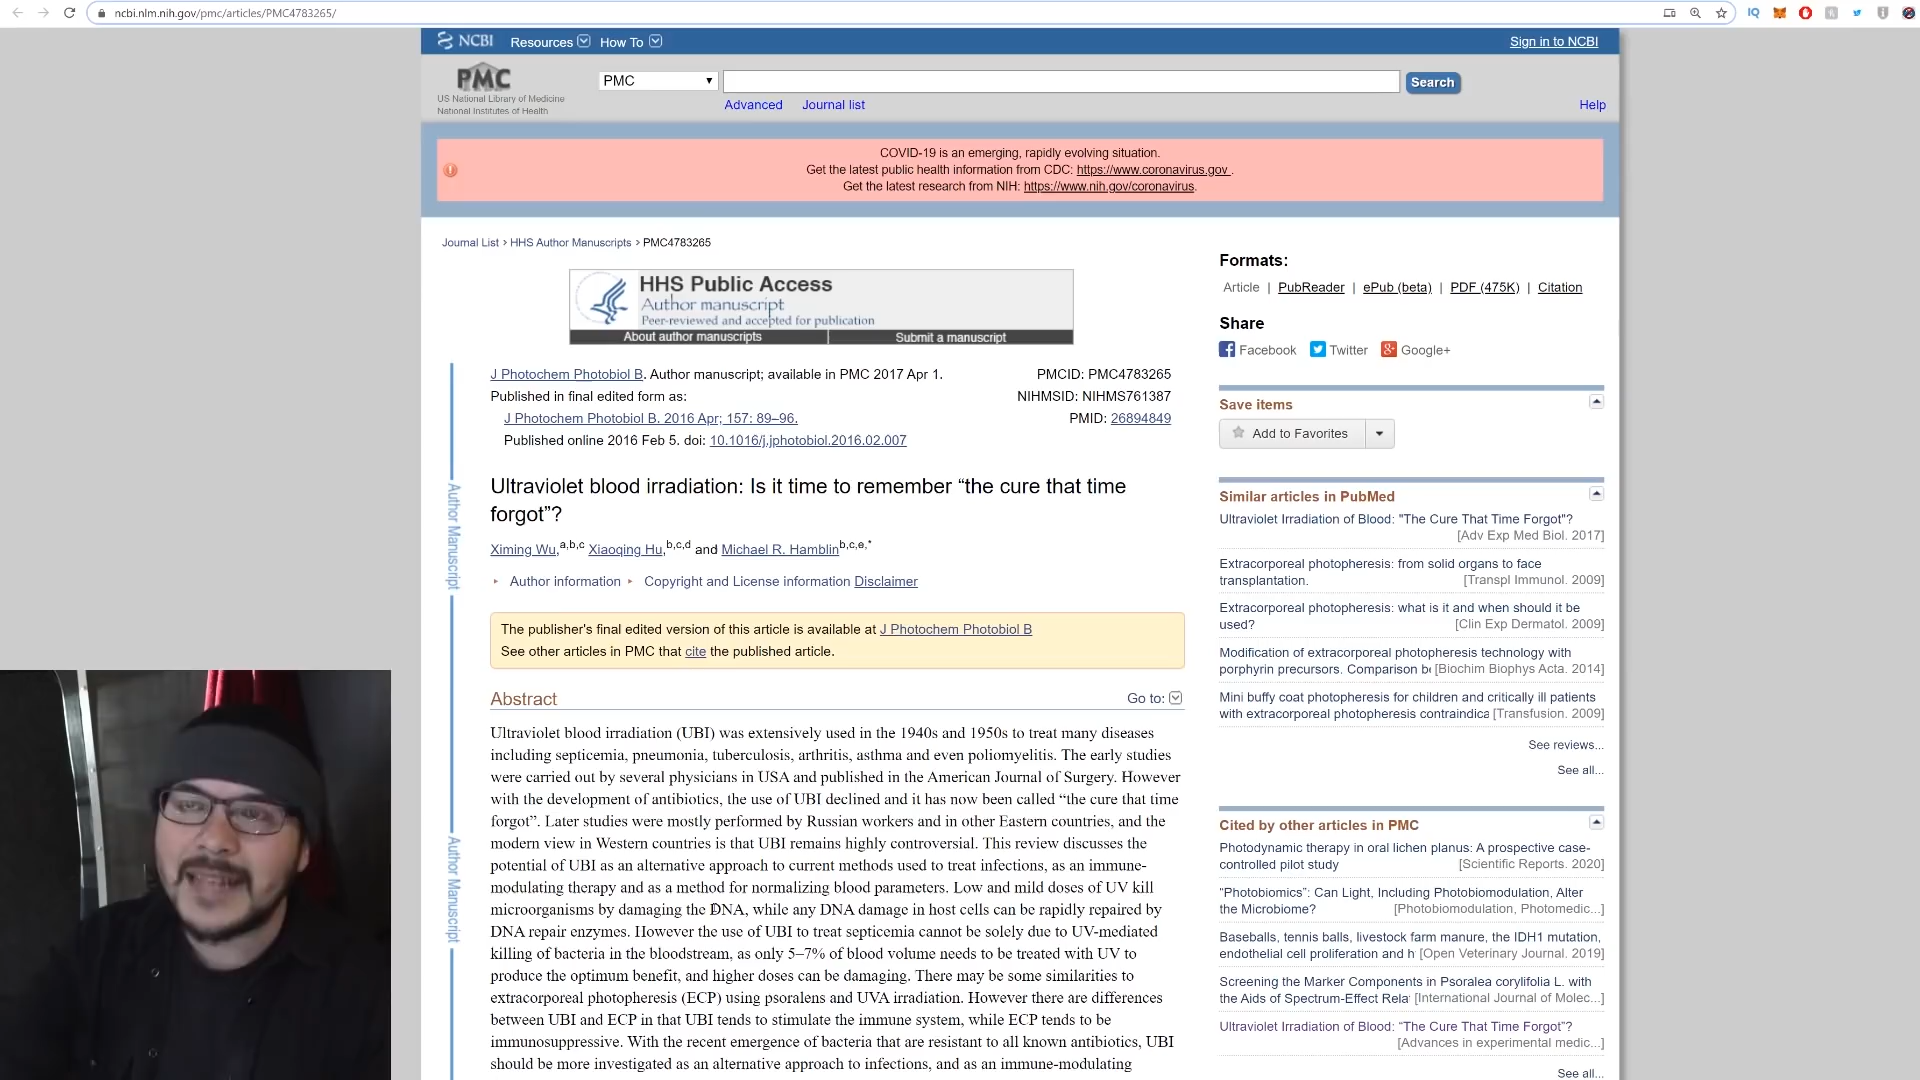 ncbi.nlm.nih.gov/pmc/articles/PMC4783265/
NCBI Resources How To Sign in to NCBI
PMC
US National Library of Medicine
National Institutes of Health
PMC Search
Advanced Journal list Help
COVID-19 is an emerging, rapidly evolving situation.
Get the latest public health information from CDC: https://www.coronavirus.gov .
Get the latest research from NIH: https://www.nih.gov/coronavirus.
Journal List > HHS Author Manuscripts > PMC4783265
HHS Public Access
Author manuscript
Peer-reviewed and accepted for publication
About author manuscripts Submit a manuscript
J Photochem Photobiol B. Author manuscript; available in PMC 2017 Apr 1. PMCID: PMC4783265
Published in final edited form as: NIHMSID: NIHMS761387
J Photochem Photobiol B. 2016 Apr; 157: 89–96. PMID: 26894849
Published online 2016 Feb 5. doi: 10.1016/j.jphotobiol.2016.02.007
Ultraviolet blood irradiation: Is it time to remember “the cure that time
forgot”?
Ximing Wu,a,b,c Xiaoqing Hu,b,c,d and Michael R. Hamblinb,c,e,*
Author information Copyright and License information Disclaimer
The publisher's final edited version of this article is available at J Photochem Photobiol B
See other articles in PMC that cite the published article.
Abstract Go to:
Ultraviolet blood irradiation (UBI) was extensively used in the 1940s and 1950s to treat many diseases
including septicemia, pneumonia, tuberculosis, arthritis, asthma and even poliomyelitis. The early studies
were carried out by several physicians in USA and published in the American Journal of Surgery. However
with the development of antibiotics, the use of UBI declined and it has now been called “the cure that time
forgot”. Later studies were mostly performed by Russian workers and in other Eastern countries, and the
modern view in Western countries is that UBI remains highly controversial. This review discusses the
potential of UBI as an alternative approach to current methods used to treat infections, as an immune-
modulating therapy and as a method for normalizing blood parameters. Low and mild doses of UV kill
microorganisms by damaging the DNA, while any DNA damage in host cells can be rapidly repaired by
DNA repair enzymes. However the use of UBI to treat septicemia cannot be solely due to UV-mediated
killing of bacteria in the bloodstream, as only 5–7% of blood volume needs to be treated with UV to
produce the optimum benefit, and higher doses can be damaging. There may be some similarities to
extracorporeal photopheresis (ECP) using psoralens and UVA irradiation. However there are differences
between UBI and ECP in that UBI tends to stimulate the immune system, while ECP tends to be
immunosuppressive. With the recent emergence of bacteria that are resistant to all known antibiotics, UBI
should be more investigated as an alternative approach to infections, and as an immune-modulating
Author Manuscript
Author Manuscript
Formats:
Article | PubReader | ePub (beta) | PDF (475K) | Citation
Share
Facebook Twitter Google+
Save items
Add to Favorites
Similar articles in PubMed
Ultraviolet Irradiation of Blood: "The Cure That Time Forgot"?
[Adv Exp Med Biol. 2017]
Extracorporeal photopheresis: from solid organs to face
transplantation. [Transpl Immunol. 2009]
Extracorporeal photopheresis: what is it and when should it be
used? [Clin Exp Dermatol. 2009]
Modification of extracorporeal photopheresis technology with
porphyrin precursors. Comparison be [Biochim Biophys Acta. 2014]
Mini buffy coat photopheresis for children and critically ill patients
with extracorporeal photopheresis contraindica [Transfusion. 2009]
See reviews...
See all...
Cited by other articles in PMC
Photodynamic therapy in oral lichen planus: A prospective case-
controlled pilot study [Scientific Reports. 2020]
“Photobiomics”: Can Light, Including Photobiomodulation, Alter
the Microbiome? [Photobiomodulation, Photomedic...]
Baseballs, tennis balls, livestock farm manure, the IDH1 mutation,
endothelial cell proliferation and h [Open Veterinary Journal. 2019]
Screening the Marker Components in Psoralea corylifolia L. with
the Aids of Spectrum-Effect Rela [International Journal of Molec...]
Ultraviolet Irradiation of Blood: “The Cure That Time Forgot”?
[Advances in experimental medic...]
See all...